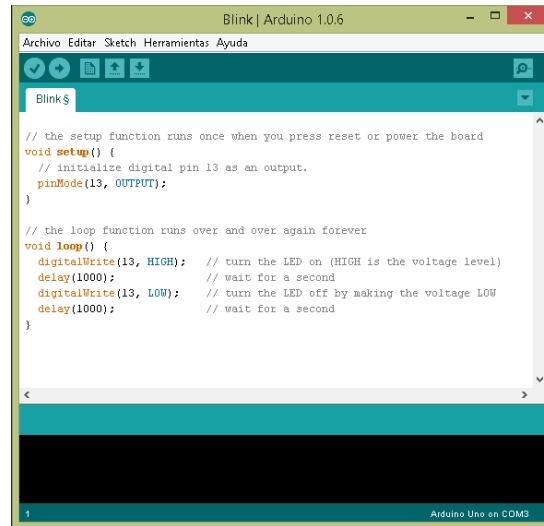 Blink | Arduino 1.0.6
Archivo Editar Sketch Herramientas Ayuda
Blink §
// the setup function runs once when you press reset or power the board
void setup() {
  // initialize digital pin 13 as an output.
  pinMode(13, OUTPUT);
}
// the loop function runs over and over again forever
void loop() {
  digitalWrite(13, HIGH);   // turn the LED on (HIGH is the voltage level)
  delay(1000);              // wait for a second
  digitalWrite(13, LOW);    // turn the LED off by making the voltage LOW
  delay(1000);              // wait for a second
}
1 Arduino Uno on COM3